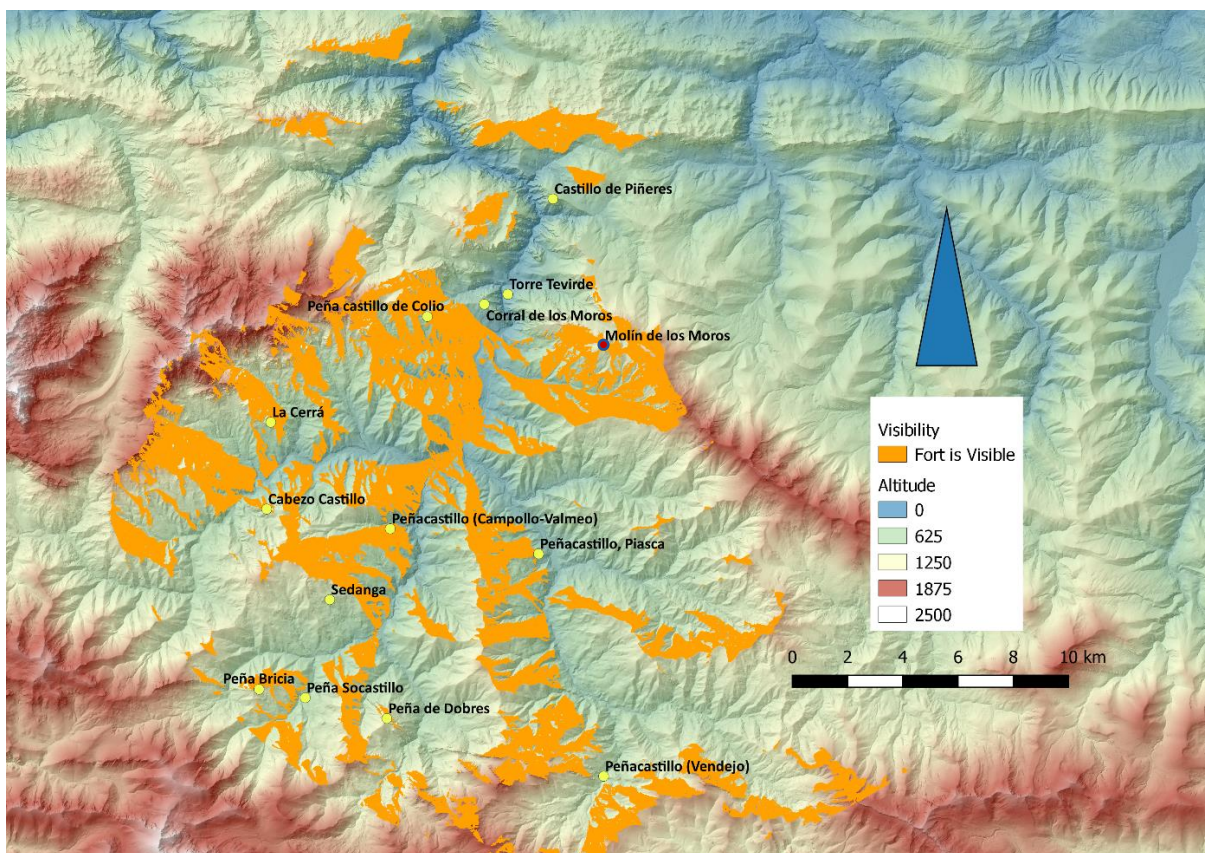 Castillo de Piñeres
Torre Tevirde
Peña castillo de Colio
Corral de los Moros
Molín de los Moros
La Cerrá
Cabezo Castillo
Peñacastillo (Campollo-Valmeo)
Peñacastillo, Piasca
Sedanga
Peña Bricia
Peña Socastillo
Peña de Dobres
Peñacastillo (Vendejo)
Visibility
Fort is Visible
Altitude
0
625
1250
1875
2500
0 2 4 6 8 10 km